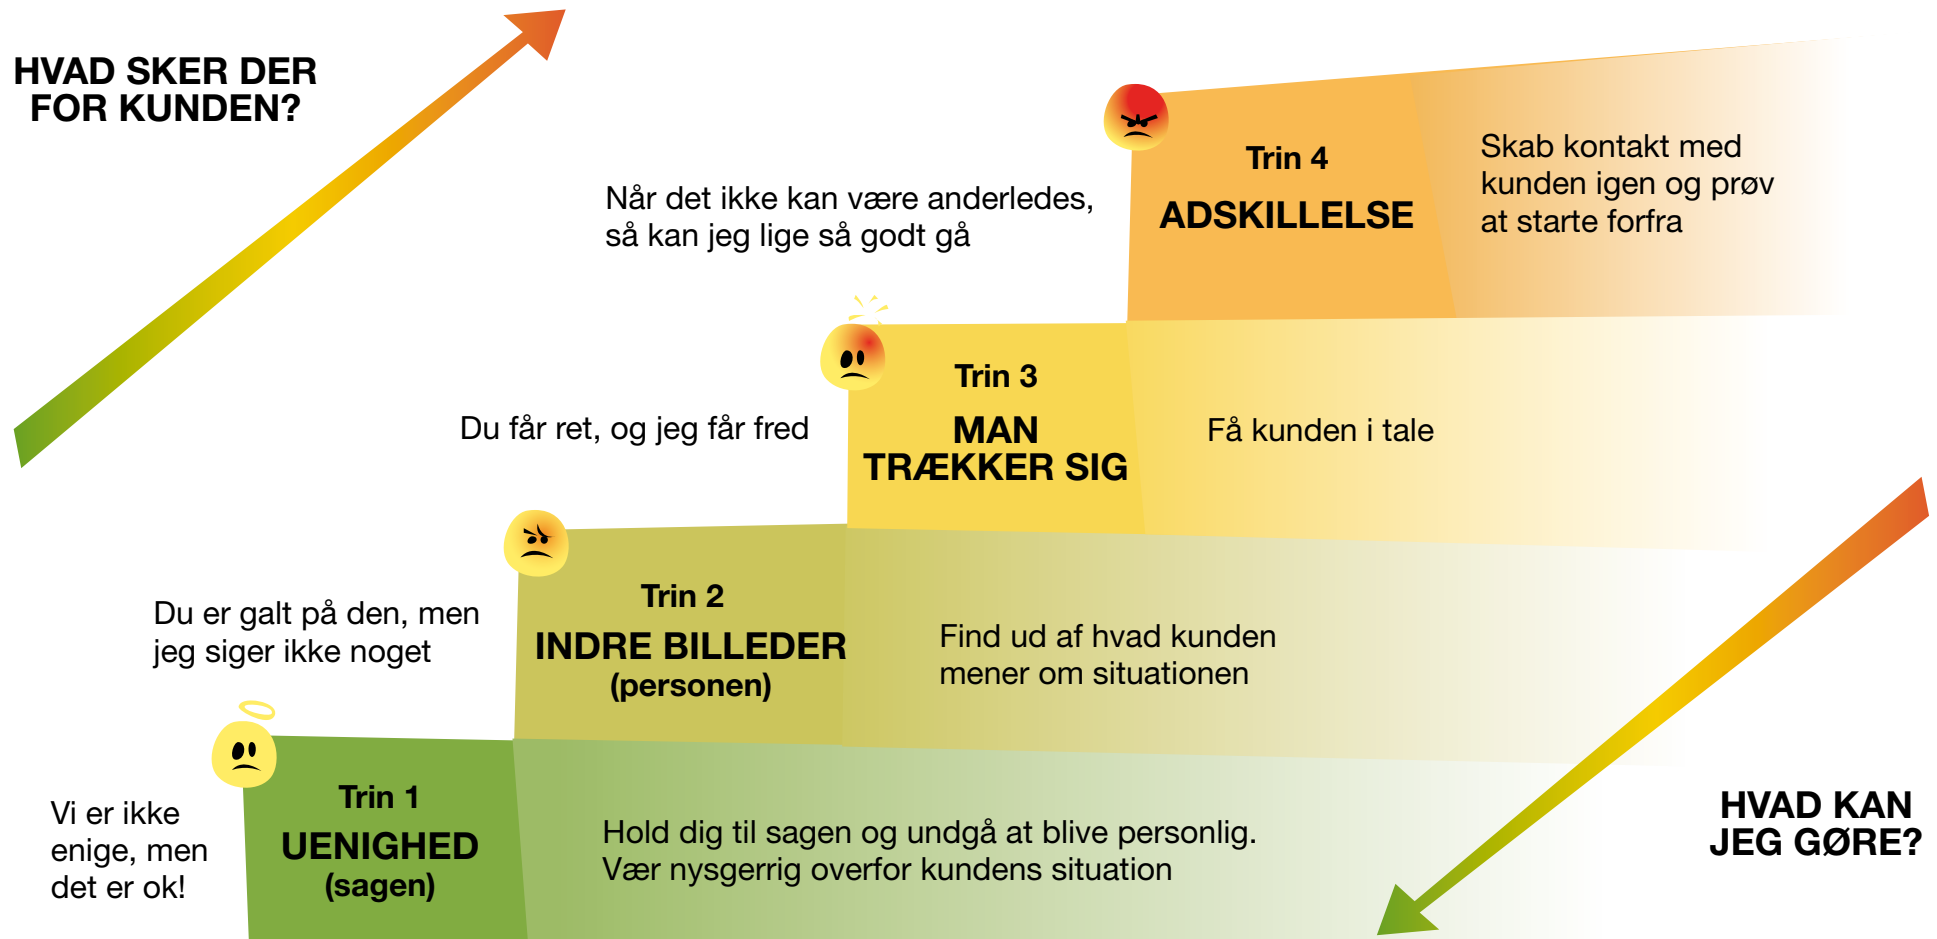 HVAD SKER DER
FOR KUNDEN?
Trin 4
ADSKILLELSE
Når det ikke kan være anderledes,
så kan jeg lige så godt gå
Skab kontakt med
kunden igen og prøv
at starte forfra
Trin 3
MAN
TRÆKKER SIG
Du får ret, og jeg får fred
Få kunden i tale
Trin 2
INDRE BILLEDER
(personen)
Du er galt på den, men
jeg siger ikke noget
Find ud af hvad kunden
mener om situationen
Trin 1
UENIGHED
(sagen)
Vi er ikke
enige, men
det er ok!
Hold dig til sagen og undgå at blive personlig.
Vær nysgerrig overfor kundens situation
HVAD KAN
JEG GØRE?